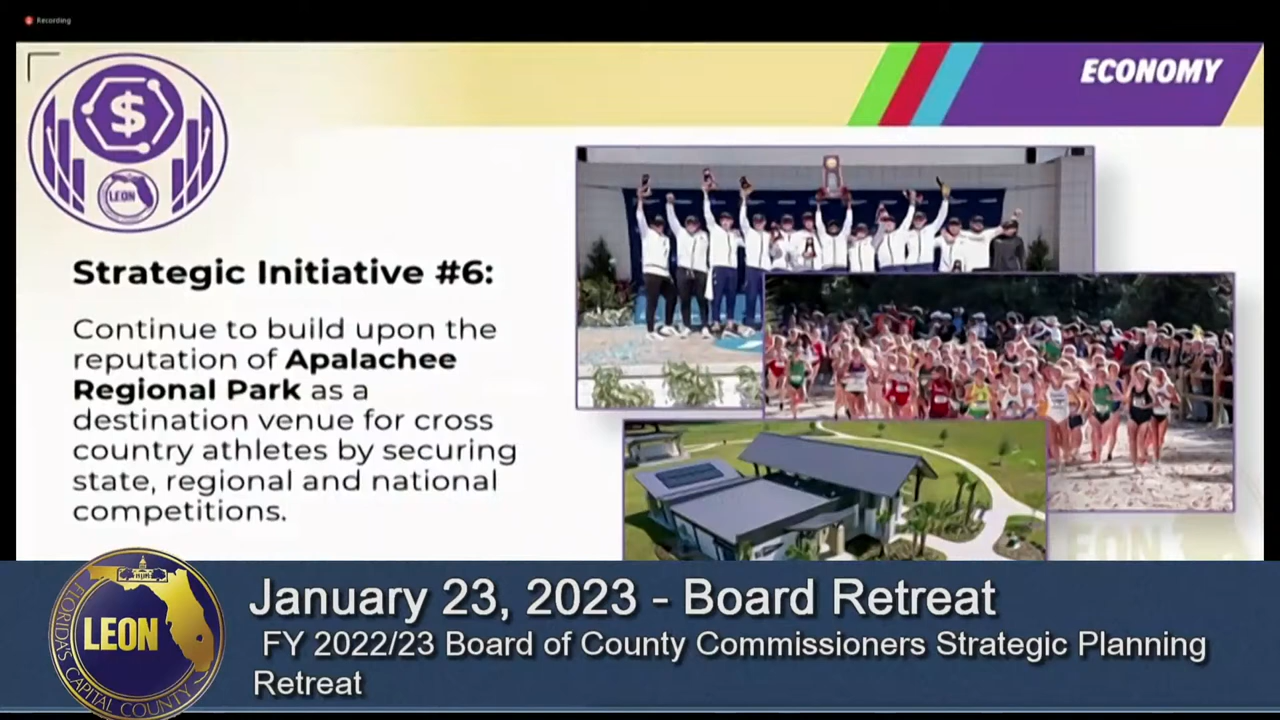 Recording
ECONOMY
$
LEON
Strategic Initiative #6:
Continue to build upon the
reputation of Apalachee
Regional Park as a
destination venue for cross
country athletes by securing
state, regional and national
competitions.
January 23, 2023 - Board Retreat
FY 2022/23 Board of County Commissioners Strategic Planning
Retreat
LEON
FLORIDA'S CAPITAL COUNTY